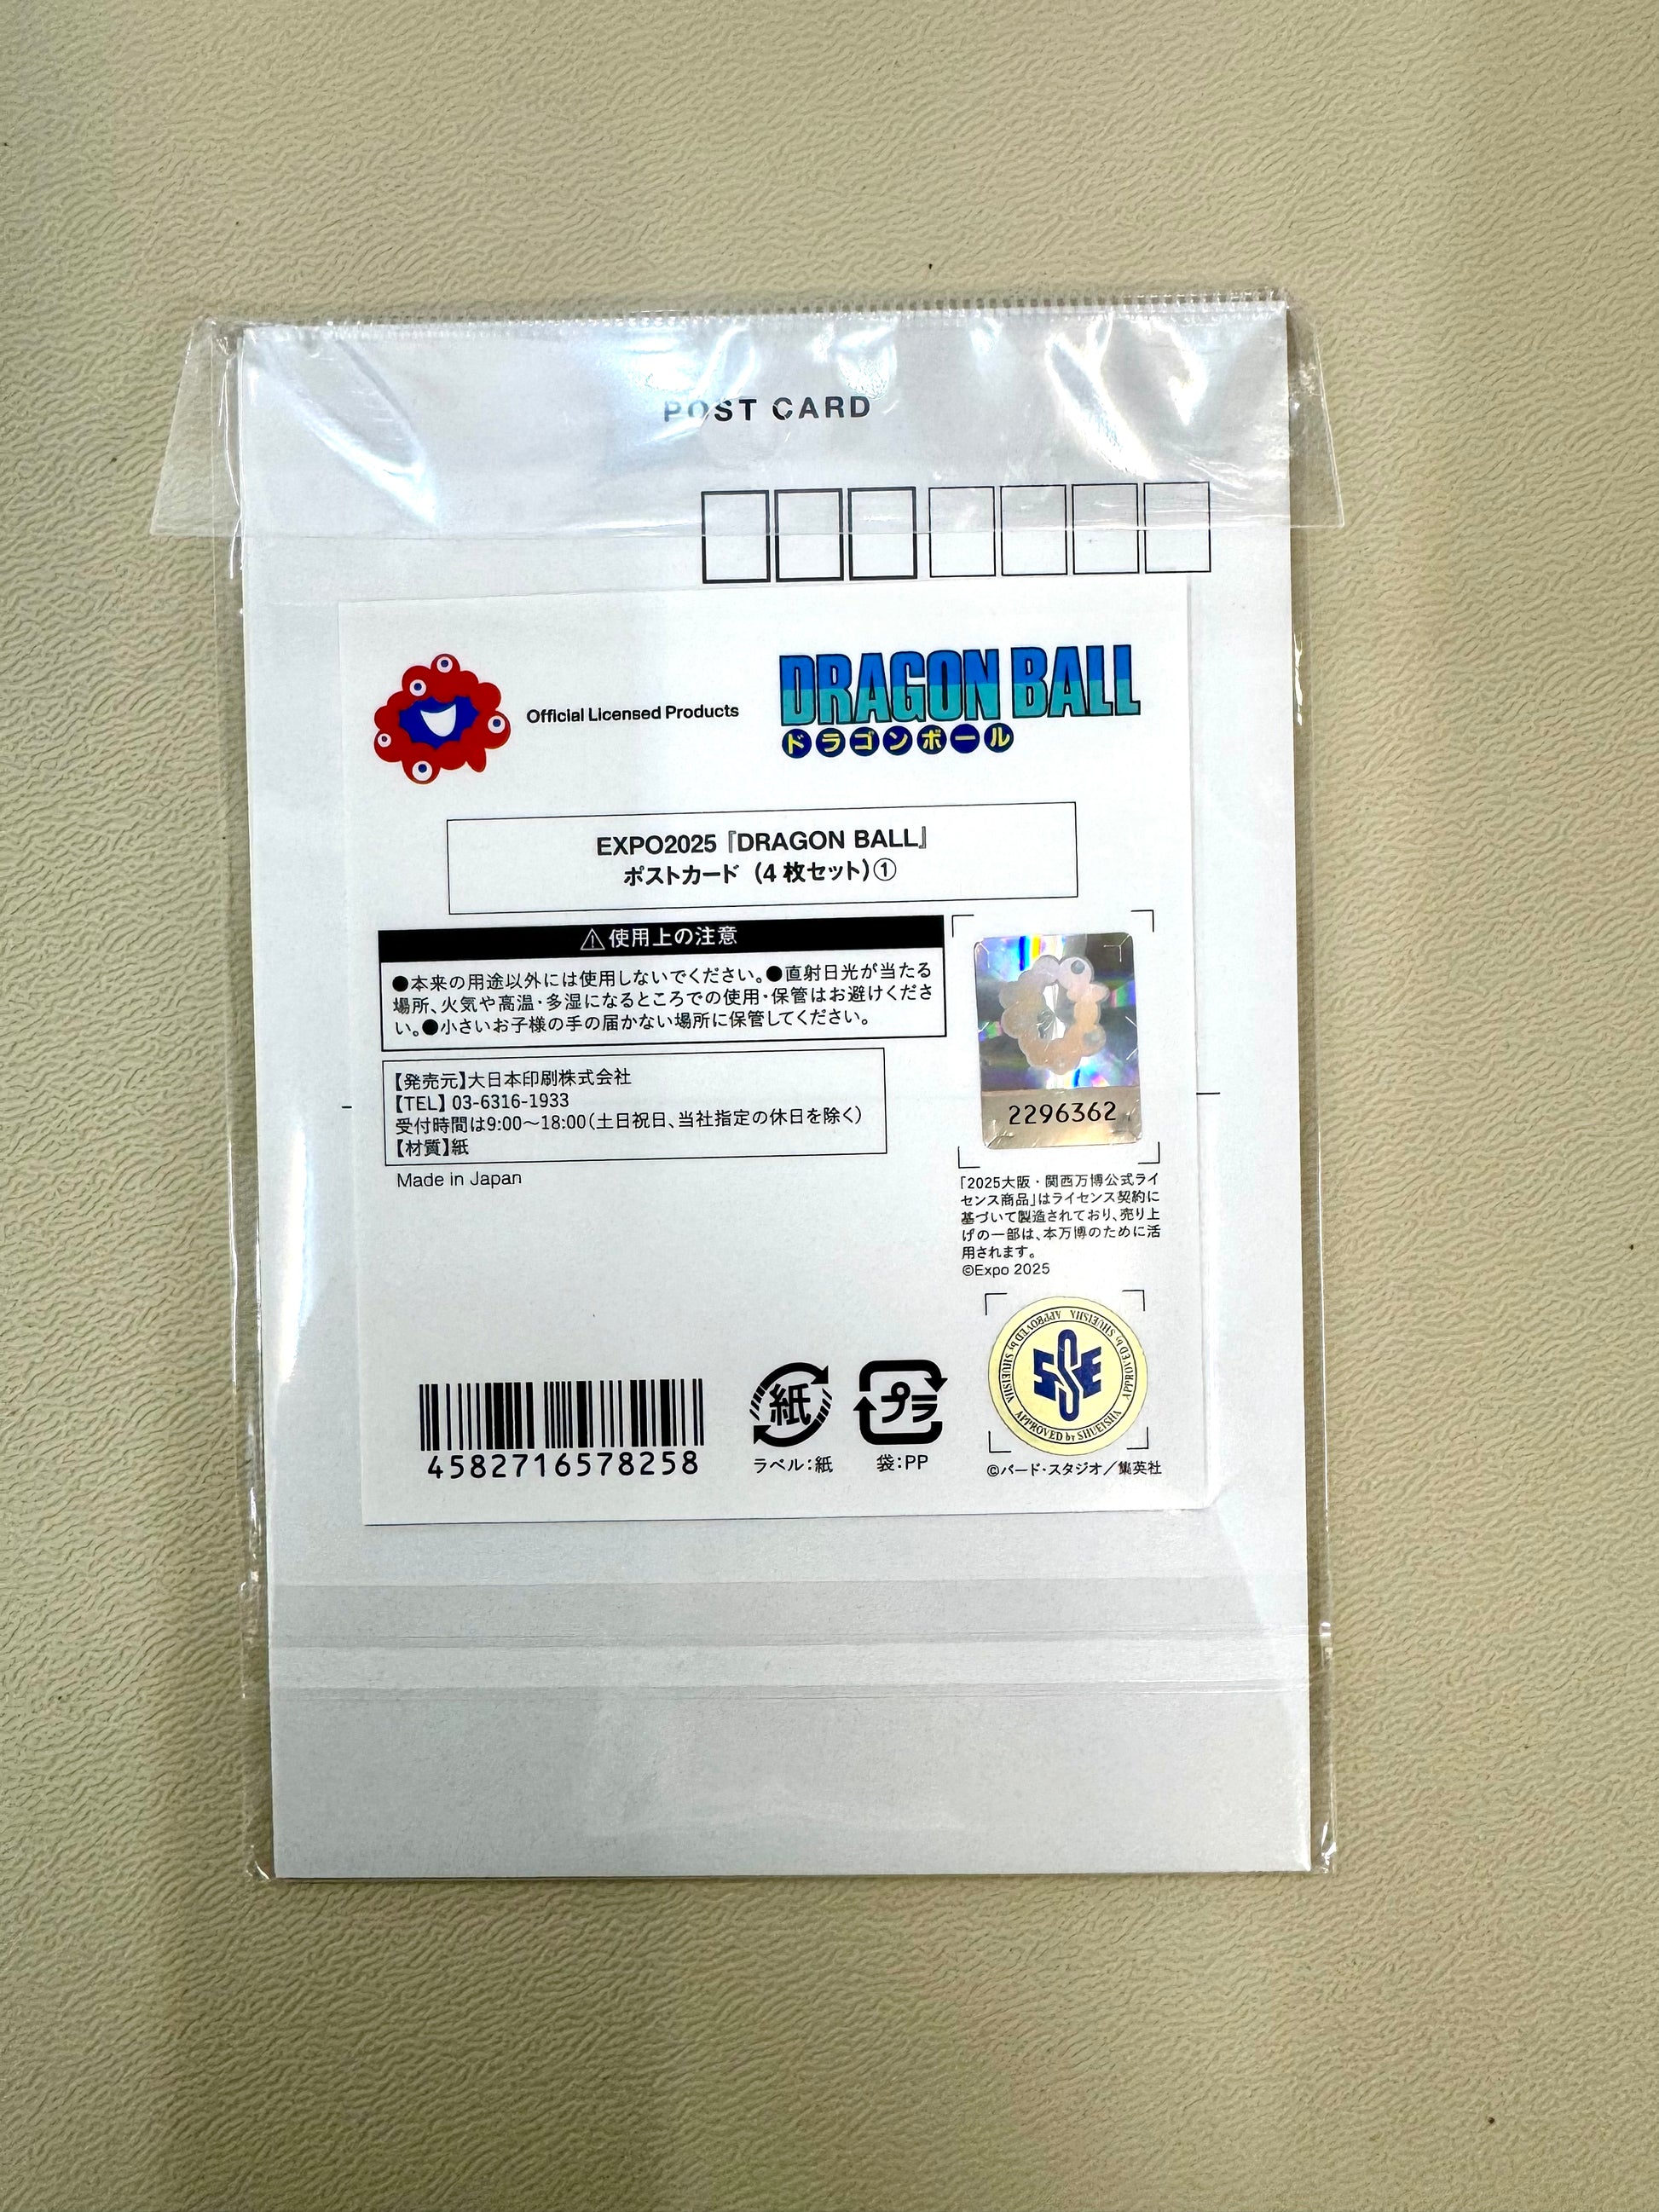 POST CARD
Official Licensed Products
DRAGON BALL
ドラゴンボール
EXPO2025『DRAGON BALL』
ポストカード（4枚セット）①
⚠使用上の注意
●本来の用途以外には使用しないでください。●直射日光が当たる
場所、火気や高温・多湿になるところでの使用・保管はお避けくださ
い。●小さいお子様の手の届かない場所に保管してください。
【発売元】大日本印刷株式会社
【TEL】03-6316-1933
受付時間は9:00〜18:00（土日祝日、当社指定の休日を除く）
【材質】紙
Made in Japan
2296362
「2025大阪・関西万博公式ライ
センス商品」はライセンス契約に
基づいて製造されており、売り上
げの一部は、本万博のために活
用されます。
©Expo 2025
4582716578258
紙
ラベル：紙
プラ
袋：PP
APPROVED by SHUEISHA APPROVED by SHUEISHA APPROVED by SHUEISHA
SSE
©バード・スタジオ／集英社